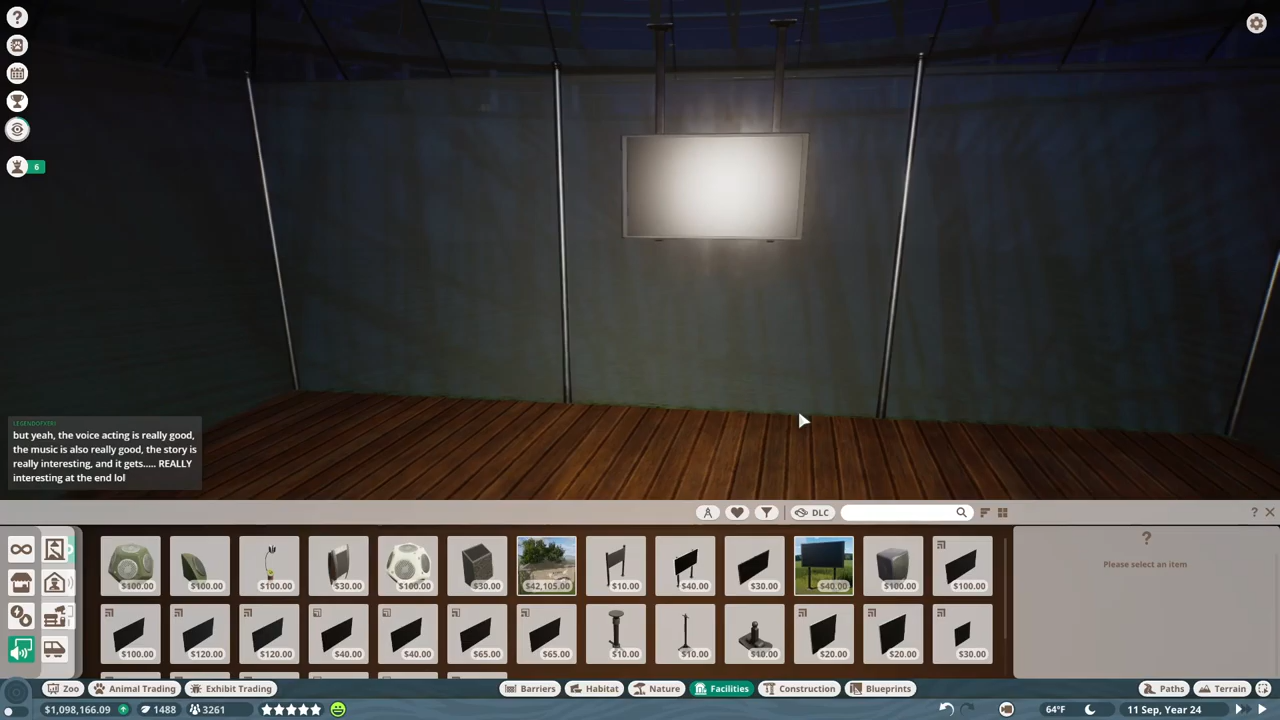 6
LEGENDOFVERI
but yeah, the voice acting is really good,
the music is also really good, the story is
really interesting, and it gets..... REALLY
interesting at the end lol
DLC
?
$100.00 $100.00 $100.00 $30.00 $100.00 $30.00 $42,105.00 $10.00 $40.00 $30.00 $40.00 $100.00 $100.00
?
Please select an item
$100.00 $120.00 $120.00 $40.00 $40.00 $65.00 $65.00 $10.00 $10.00 $10.00 $20.00 $20.00 $30.00
Zoo Animal Trading Exhibit Trading Barriers Habitat Nature Facilities Construction Blueprints Paths Terrain
$1,098,166.09 1488 3261 64°F 11 Sep, Year 24